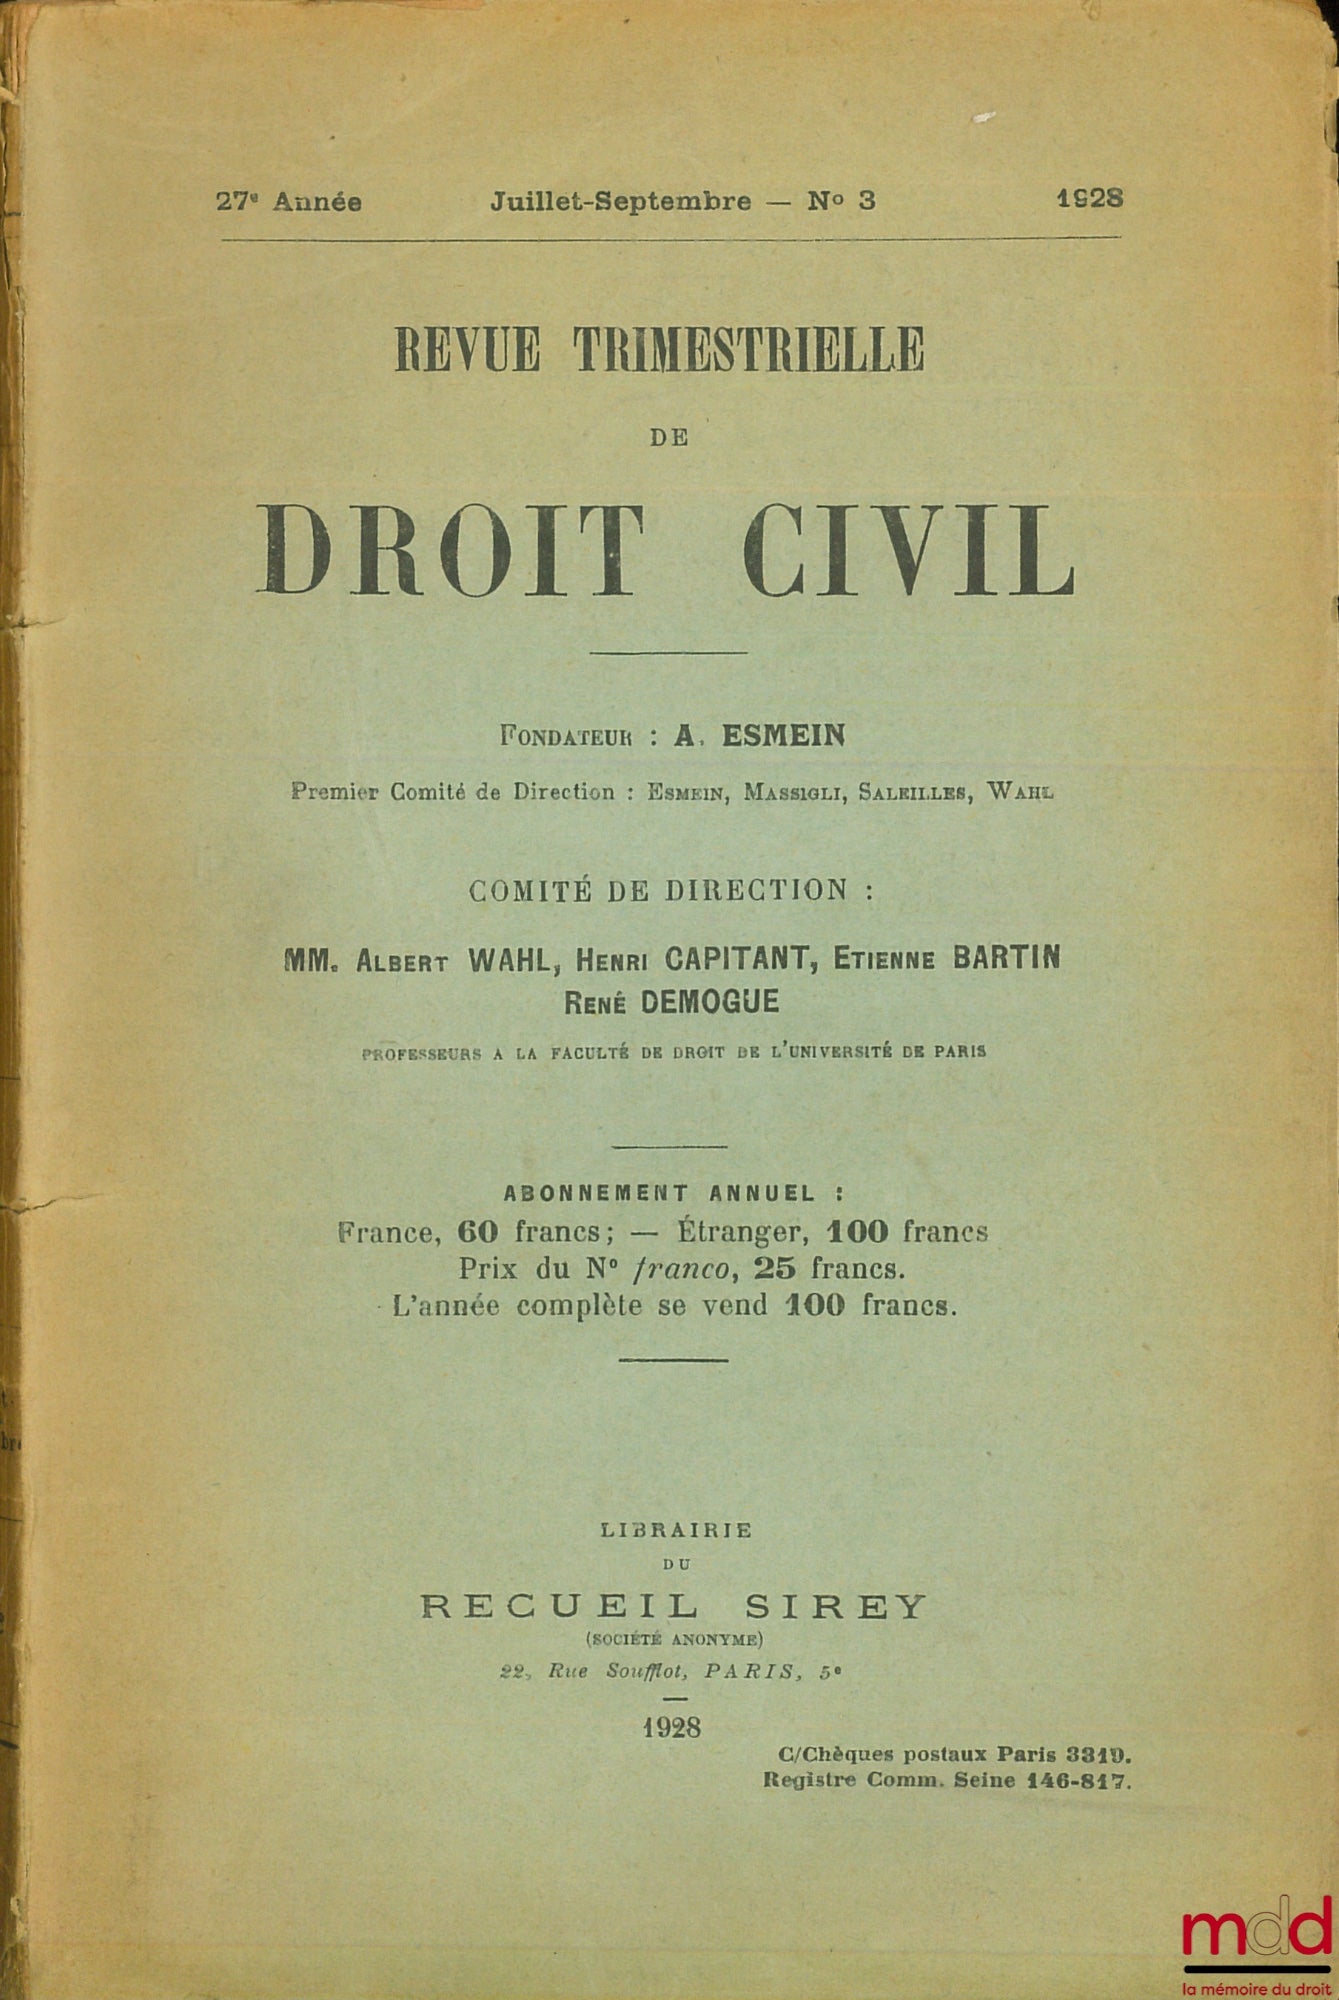 27e Année Juillet-Septembre — No 3 1928
REVUE TRIMESTRIELLE
DE
DROIT CIVIL
FONDATEUR : A. ESMEIN
Premier Comité de Direction : ESMEIN, MASSIGLI, SALEILLES, WAHL
COMITÉ DE DIRECTION :
MM. ALBERT WAHL, HENRI CAPITANT, ETIENNE BARTIN
RENÉ DEMOGUE
PROFESSEURS A LA FACULTÉ DE DROIT DE L'UNIVERSITÉ DE PARIS
ABONNEMENT ANNUEL :
France, 60 francs; — Étranger, 100 francs
Prix du No franco, 25 francs.
L'année complète se vend 100 francs.
LIBRAIRIE
DU
RECUEIL SIREY
(SOCIÉTÉ ANONYME)
22, Rue Soufflot, PARIS, 5e
1928
C/Chèques postaux Paris 3319.
Registre Comm. Seine 146-817.
mdd
la mémoire du droit